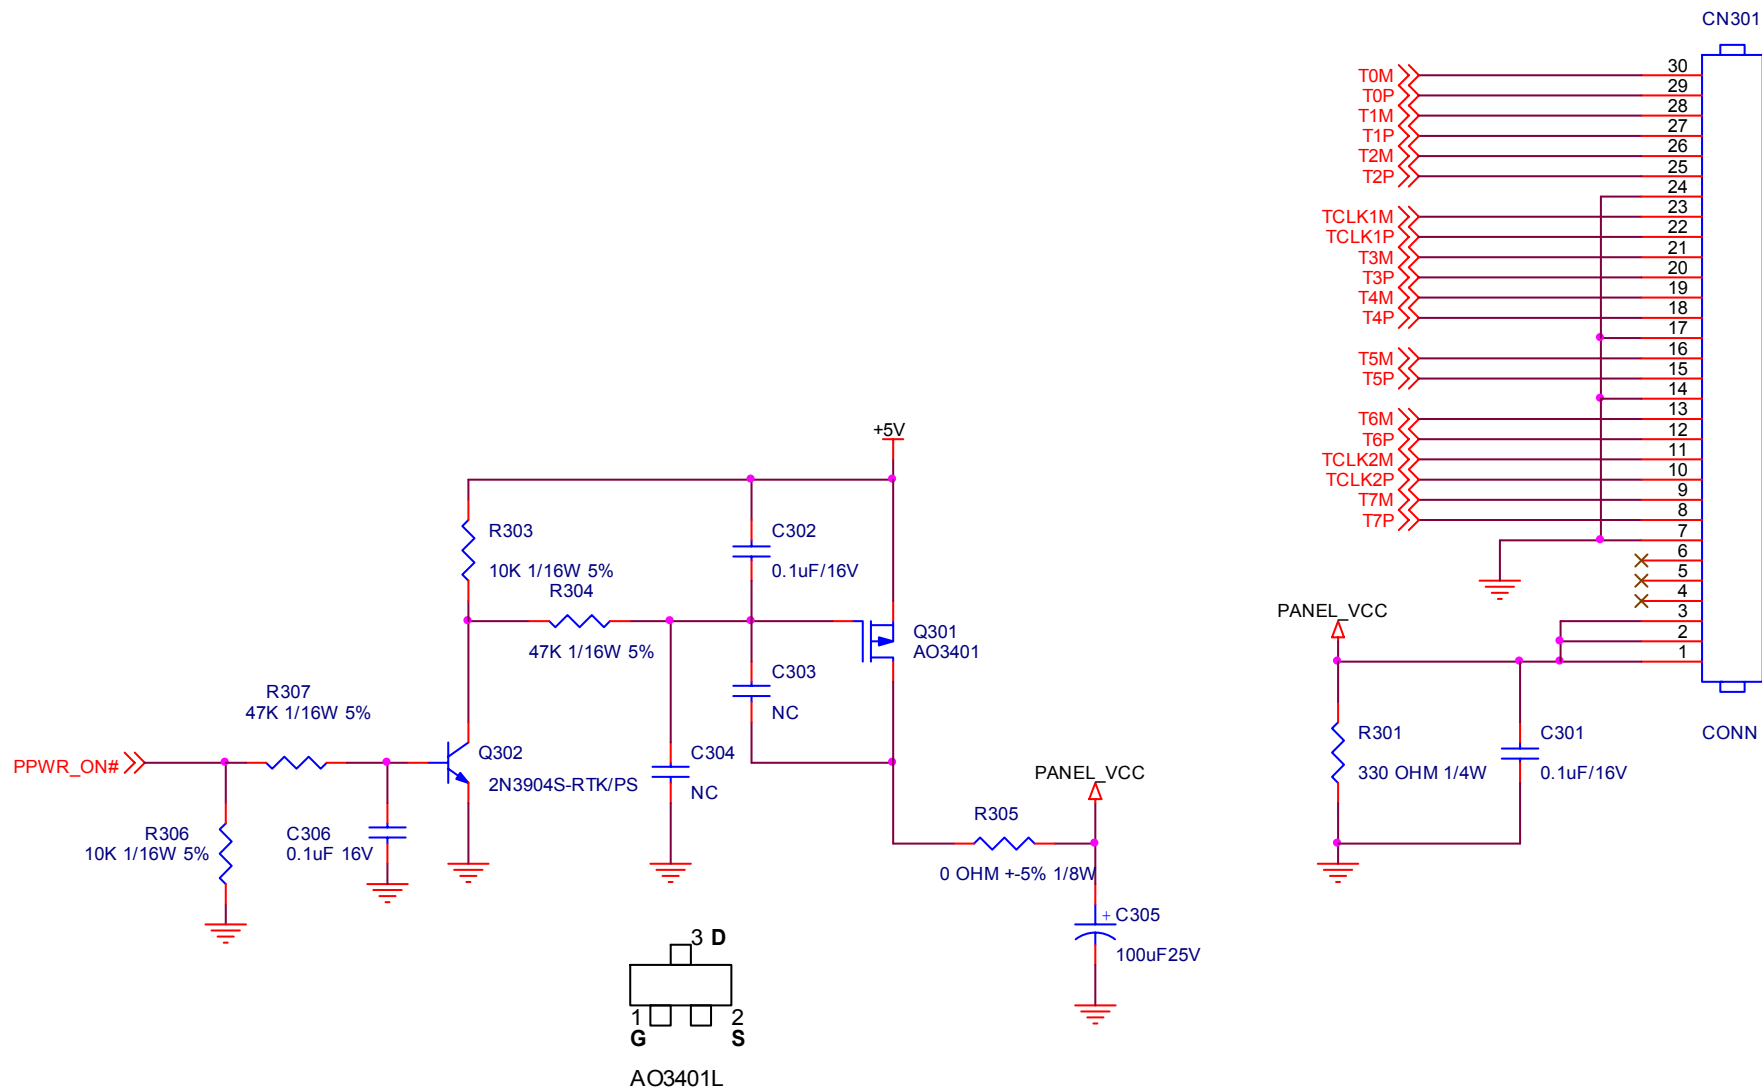 CN301
T0M 30
T0P 29
T1M 28
T1P 27
T2M 26
T2P 25
24
TCLK1M 23
TCLK1P 22
T3M 21
T3P 20
T4M 19
T4P 18
17
T5M 16
T5P 15
14
T6M 13
T6P 12
TCLK2M 11
TCLK2P 10
T7M 9
T7P 8
7
6
5
4
3
2
1
CONN
PANEL_VCC
R301
330 OHM 1/4W
C301
0.1uF/16V
+5V
R303
10K 1/16W 5%
R304
47K 1/16W 5%
C302
0.1uF/16V
Q301
AO3401
C303
NC
C304
NC
R307
47K 1/16W 5%
PPWR_ON#
Q302
2N3904S-RTK/PS
R306
10K 1/16W 5%
C306
0.1uF 16V
PANEL_VCC
R305
0 OHM +-5% 1/8W
+ C305
100uF25V
3 D
1 2
G S
AO3401L